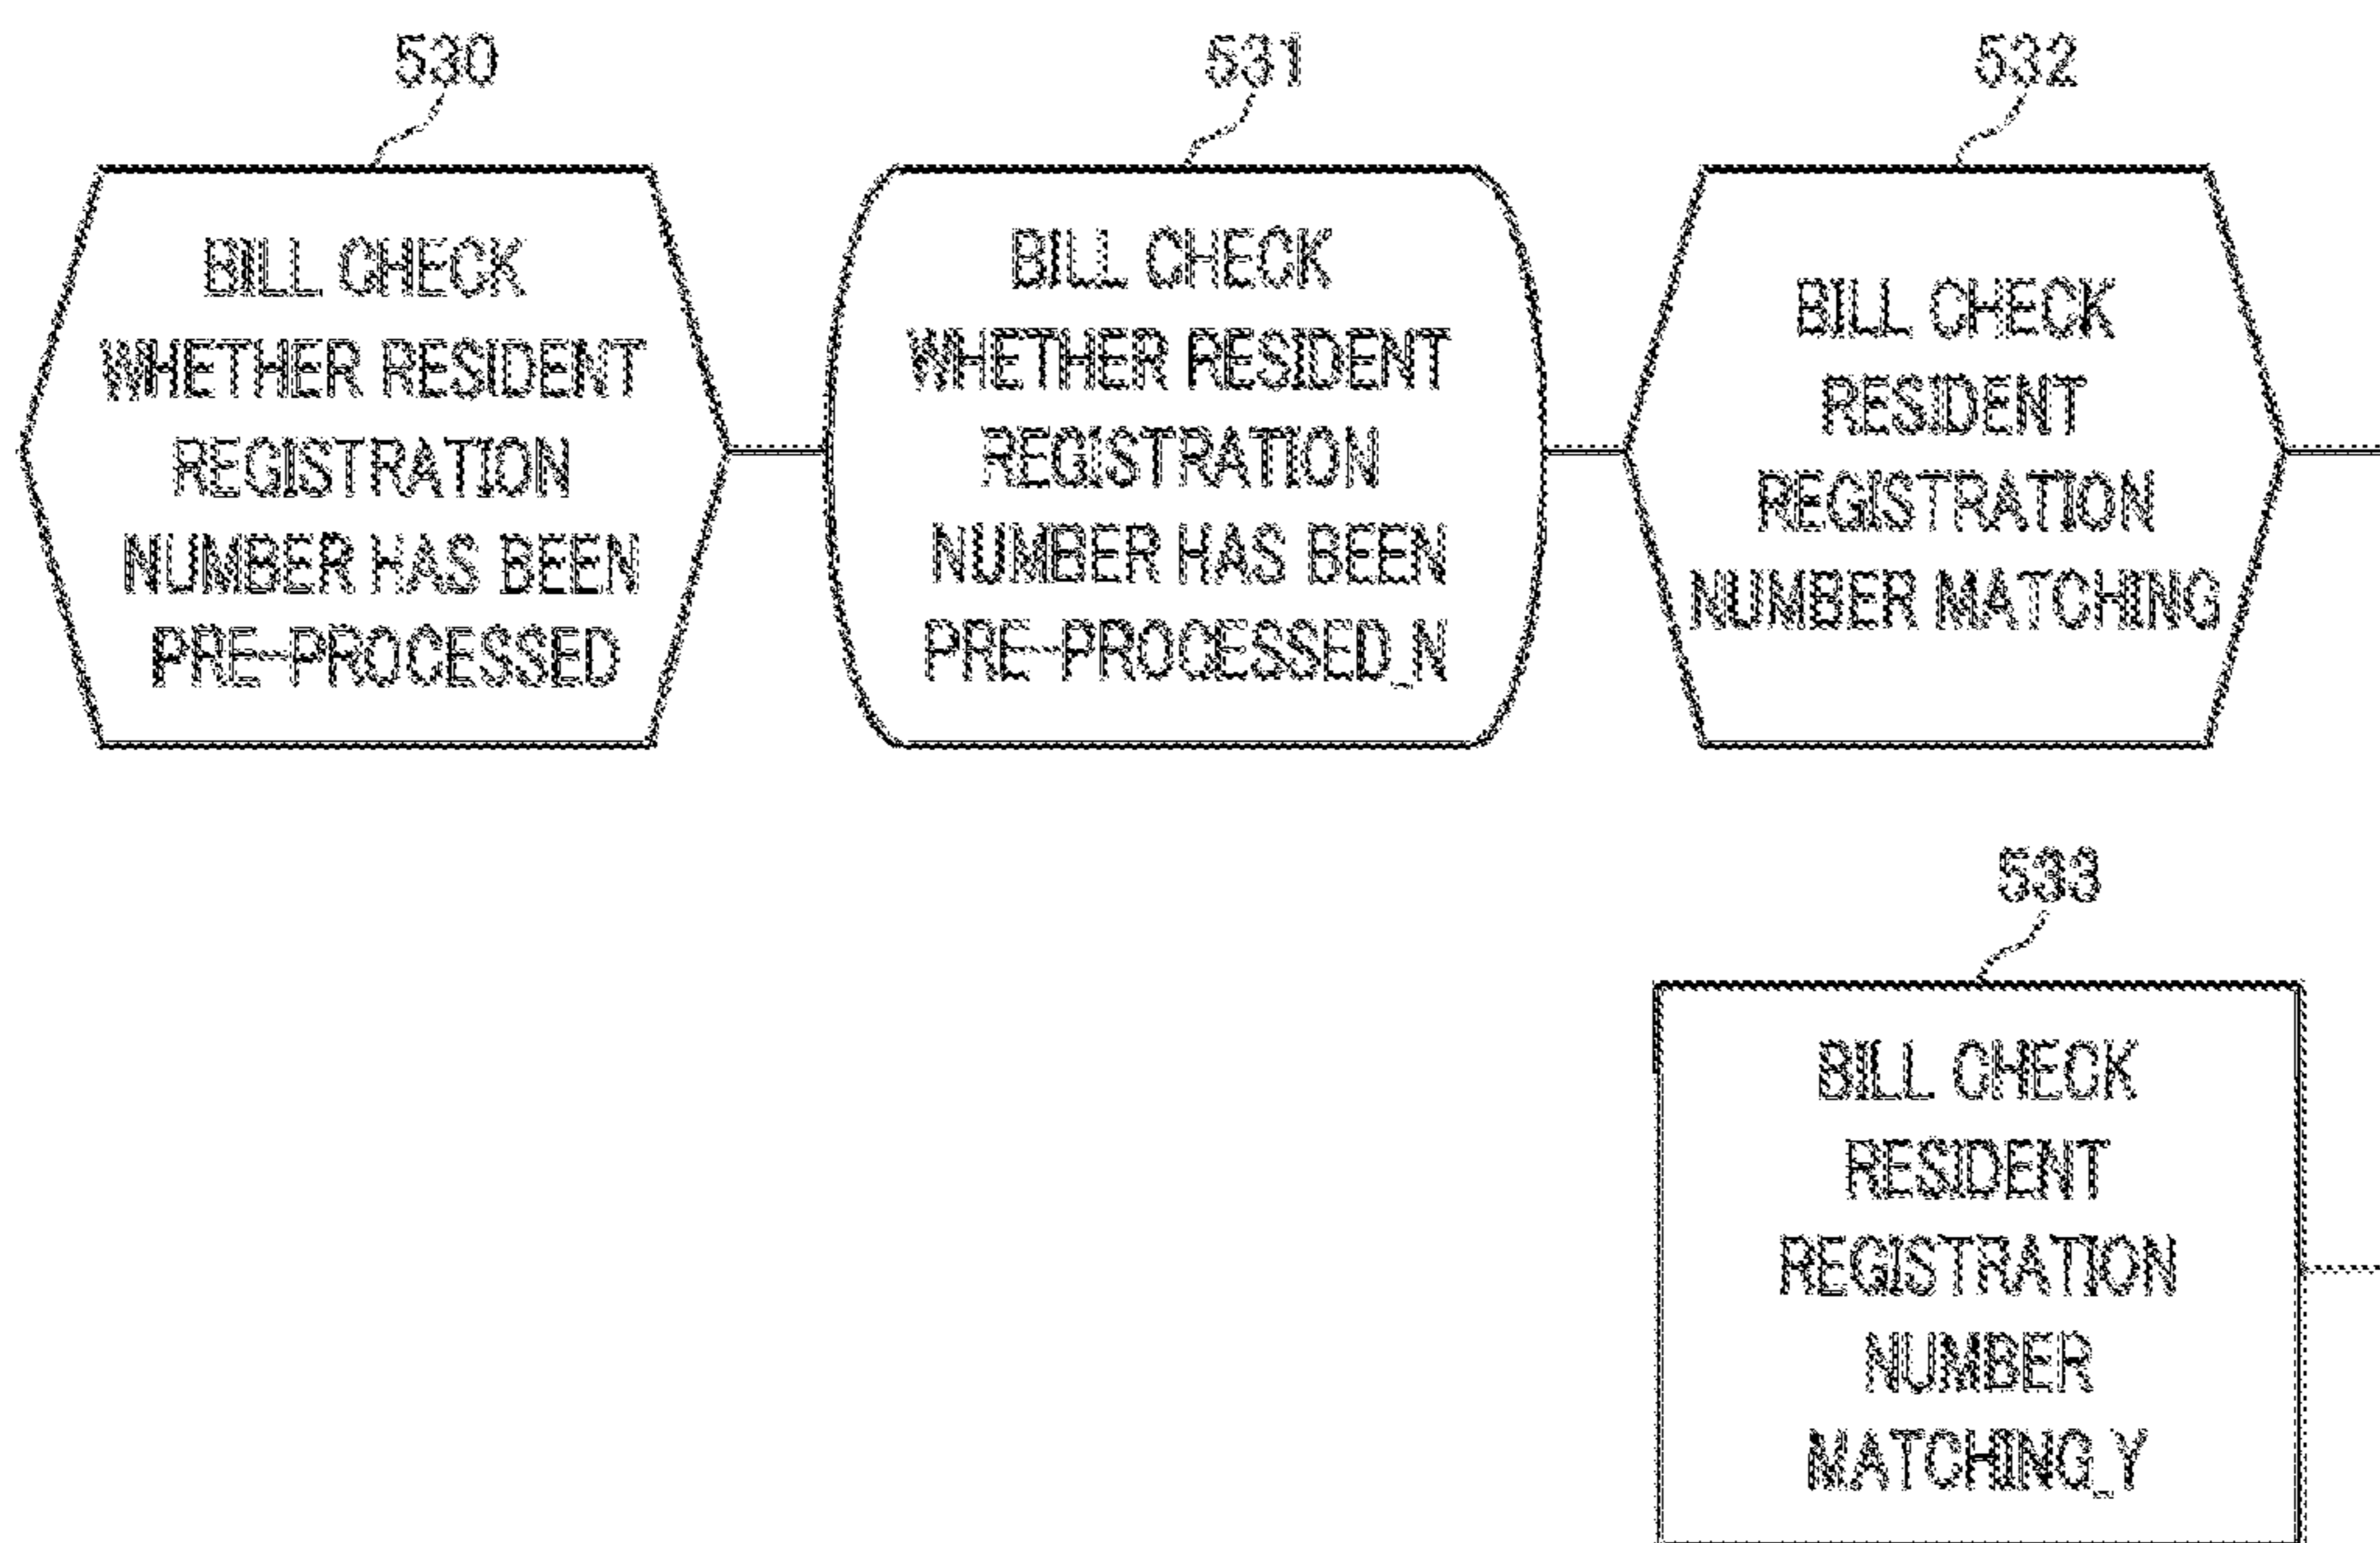 530
BILL CHECK
WHETHER RESIDENT
REGISTRATION
NUMBER HAS BEEN
PRE-PROCESSED
531
BILL CHECK
WHETHER RESIDENT
REGISTRATION
NUMBER HAS BEEN
PRE-PROCESSED_N
532
BILL CHECK
RESIDENT
REGISTRATION
NUMBER MATCHING
533
BILL CHECK
RESIDENT
REGISTRATION
NUMBER
MATCHING_Y